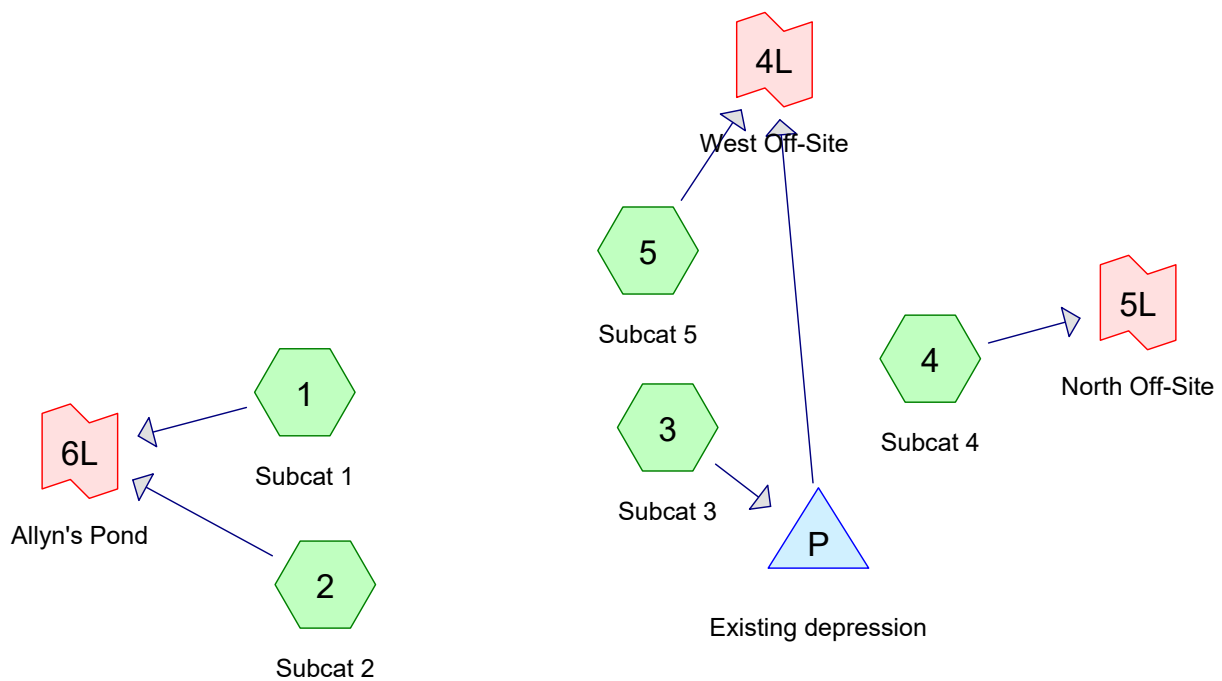 4L
West Off-Site
5
Subcat 5
5L
North Off-Site
4
Subcat 4
1
Subcat 1
3
Subcat 3
6L
Allyn's Pond
P
Existing depression
2
Subcat 2